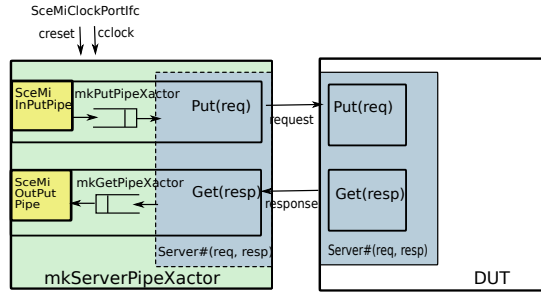 SceMiClockPortIfc
creset
cclock
SceMi
InPutPipe
mkPutPipeXactor
Put(req)
request
Put(req)
SceMi
OutPut
Pipe
mkGetPipeXactor
Get(resp)
response
Get(resp)
Server#(req, resp)
Server#(req, resp)
mkServerPipeXactor
DUT